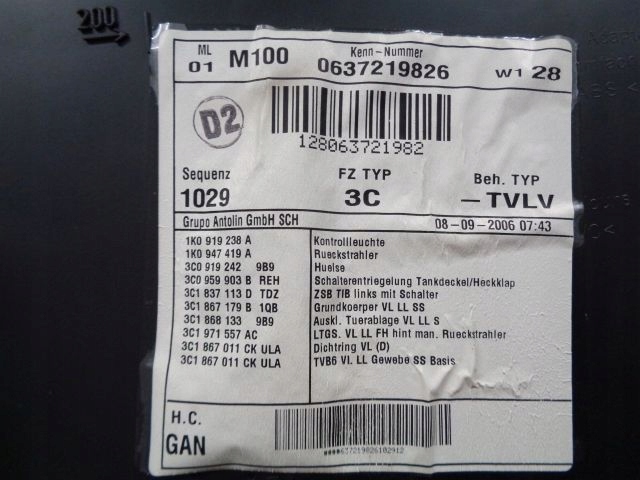 200
ML M100 Kenn-Nummer
01 0637219826 W1 28
D2
128063721982
Sequenz FZ TYP Beh. TYP
1029 3C -TVLV
Grupo Antolin GmbH SCH 08-09-2006 07:43
1K0 919 238 A Kontrollleuchte
1K0 947 419 A Rueckstrahler
3C0 919 242 9B9 Huelse
3C0 959 903 B REH Schalterentriegelung Tankdeckel/Heckklap
3C1 837 113 D TDZ ZSB TIB links mit Schalter
3C1 867 179 B 1QB Grundkoerper VL LL SS
3C1 868 133 9B9 Auskl. Tuerablage VL LL S
3C1 971 557 AC LTGS. VL LL FH hint man. Rueckstrahler
3C1 867 011 CK ULA Dichtring VL (D)
3C1 867 011 CK ULA TVB6 Vl. LL Gewebe SS Basis
H.C.
GAN
####637219826102912